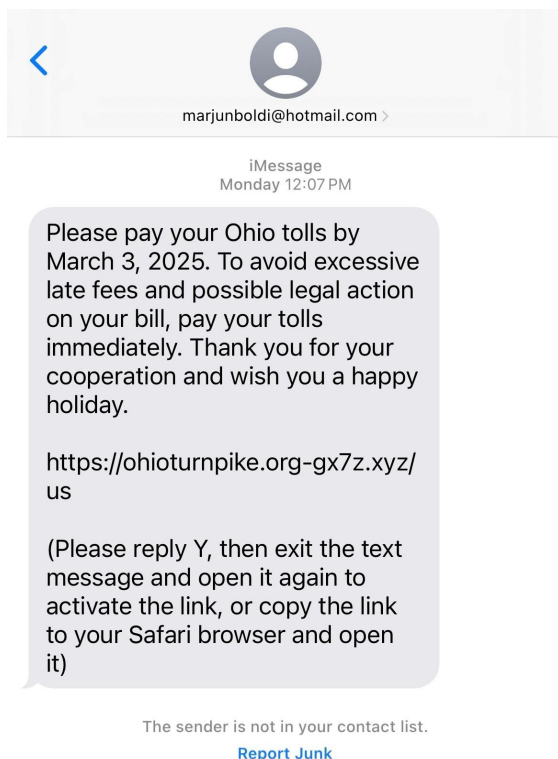 marjunboldi@hotmail.com
iMessage
Monday 12:07 PM
Please pay your Ohio tolls by
March 3, 2025. To avoid excessive
late fees and possible legal action
on your bill, pay your tolls
immediately. Thank you for your
cooperation and wish you a happy
holiday.
https://ohioturnpike.org-gx7z.xyz/
us
(Please reply Y, then exit the text
message and open it again to
activate the link, or copy the link
to your Safari browser and open
it)
The sender is not in your contact list.
Report Junk